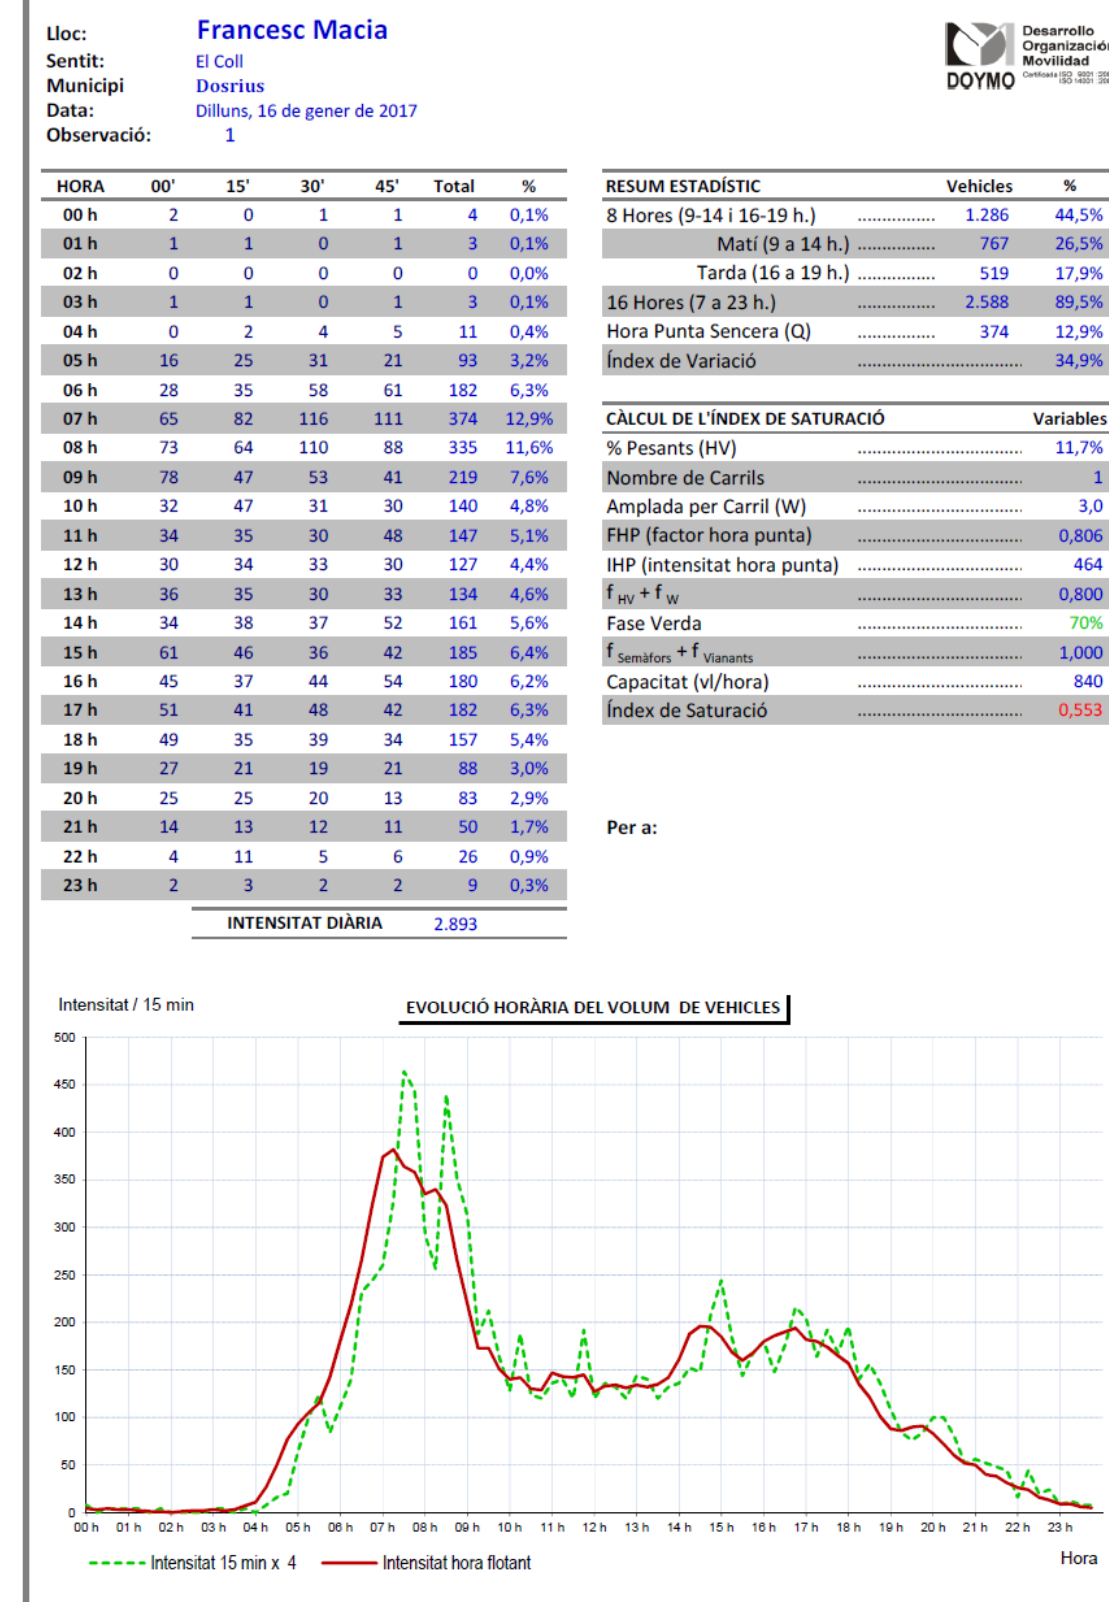 Lloc: Francesc Macia
Sentit: El Coll
Municipi Dosrius
Data: Dilluns, 16 de gener de 2017
Observació: 1
Desarrollo
Organización
Movilidad
DOYMO
HORA 00' 15' 30' 45' Total %
00 h 2 0 1 1 4 0,1%
01 h 1 1 0 1 3 0,1%
02 h 0 0 0 0 0 0,0%
03 h 1 1 0 1 3 0,1%
04 h 0 2 4 5 11 0,4%
05 h 16 25 31 21 93 3,2%
06 h 28 35 58 61 182 6,3%
07 h 65 82 116 111 374 12,9%
08 h 73 64 110 88 335 11,6%
09 h 78 47 53 41 219 7,6%
10 h 32 47 31 30 140 4,8%
11 h 34 35 30 48 147 5,1%
12 h 30 34 33 30 127 4,4%
13 h 36 35 30 33 134 4,6%
14 h 34 38 37 52 161 5,6%
15 h 61 46 36 42 185 6,4%
16 h 45 37 44 54 180 6,2%
17 h 51 41 48 42 182 6,3%
18 h 49 35 39 34 157 5,4%
19 h 27 21 19 21 88 3,0%
20 h 25 25 20 13 83 2,9%
21 h 14 13 12 11 50 1,7%
22 h 4 11 5 6 26 0,9%
23 h 2 3 2 2 9 0,3%
INTENSITAT DIÀRIA 2.893
RESUM ESTADÍSTIC Vehicles %
8 Hores (9-14 i 16-19 h.) ................ 1.286 44,5%
Matí (9 a 14 h.) ................ 767 26,5%
Tarda (16 a 19 h.) ................ 519 17,9%
16 Hores (7 a 23 h.) ................ 2.588 89,5%
Hora Punta Sencera (Q) ................ 374 12,9%
Índex de Variació ................................. 34,9%
CÀLCUL DE L'ÍNDEX DE SATURACIÓ Variables
% Pesants (HV) ................................. 11,7%
Nombre de Carrils ................................. 1
Amplada per Carril (W) ................................. 3,0
FHP (factor hora punta) ................................. 0,806
IHP (intensitat hora punta) ................................. 464
f HV + f W ................................. 0,800
Fase Verda ................................. 70%
f Semàfors + f Vianants ................................. 1,000
Capacitat (vl/hora) ................................. 840
Índex de Saturació ................................. 0,553
Per a:
Intensitat / 15 min
EVOLUCIÓ HORÀRIA DEL VOLUM DE VEHICLES
500
450
400
350
300
250
200
150
100
50
0
00 h 01 h 02 h 03 h 04 h 05 h 06 h 07 h 08 h 09 h 10 h 11 h 12 h 13 h 14 h 15 h 16 h 17 h 18 h 19 h 20 h 21 h 22 h 23 h
Intensitat 15 min x 4 Intensitat hora flotant
Hora